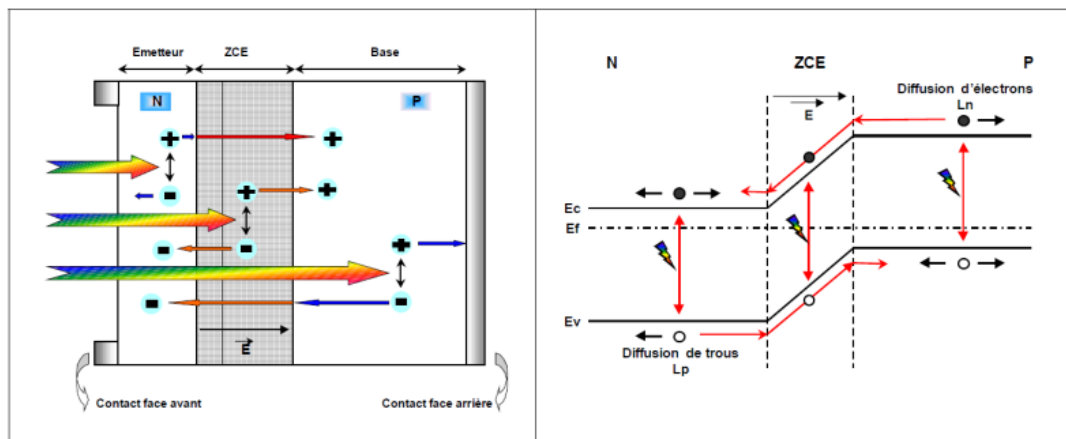 Emetteur ZCE Base
N P
E
Contact face avant Contact face arrière
N ZCE P
E
Diffusion d'électrons
Ln
Ec
Ef
Ev
Diffusion de trous
Lp